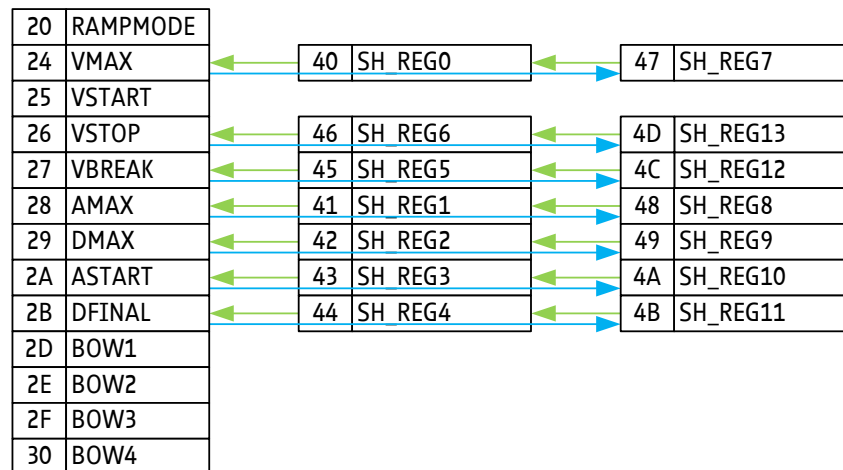 20 RAMPMODE
24 VMAX 40 SH_REG0 47 SH_REG7
25 VSTART
26 VSTOP 46 SH_REG6 4D SH_REG13
27 VBREAK 45 SH_REG5 4C SH_REG12
28 AMAX 41 SH_REG1 48 SH_REG8
29 DMAX 42 SH_REG2 49 SH_REG9
2A ASTART 43 SH_REG3 4A SH_REG10
2B DFINAL 44 SH_REG4 4B SH_REG11
2D BOW1
2E BOW2
2F BOW3
30 BOW4